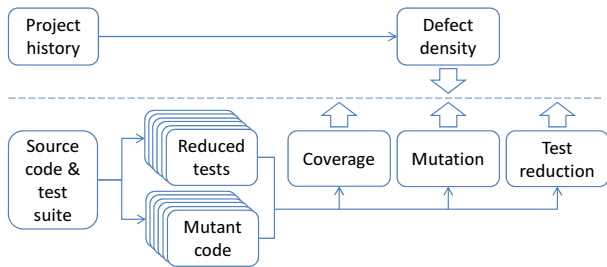 Project
history
Defect
density
Source
code &
test
suite
Reduced
tests
Mutant
code
Coverage
Mutation
Test
reduction